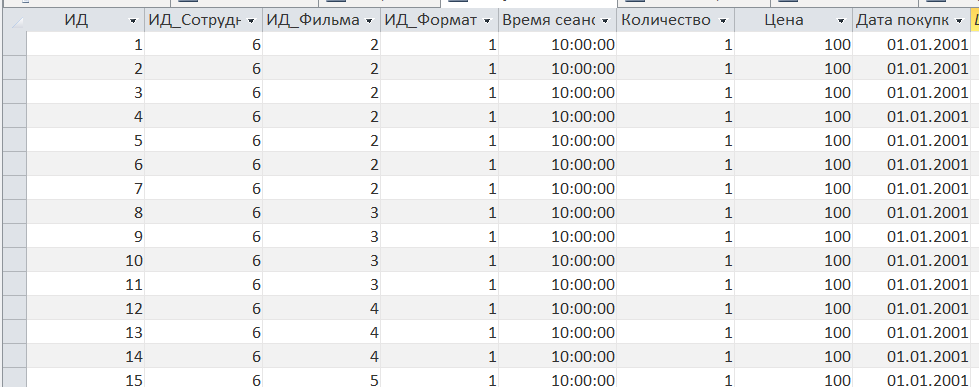 ИД ИД_Сотрудн ИД_Фильма ИД_Формат Время сеанс Количество Цена Дата покупк
1 6 2 1 10:00:00 1 100 01.01.2001
2 6 2 1 10:00:00 1 100 01.01.2001
3 6 2 1 10:00:00 1 100 01.01.2001
4 6 2 1 10:00:00 1 100 01.01.2001
5 6 2 1 10:00:00 1 100 01.01.2001
6 6 2 1 10:00:00 1 100 01.01.2001
7 6 2 1 10:00:00 1 100 01.01.2001
8 6 3 1 10:00:00 1 100 01.01.2001
9 6 3 1 10:00:00 1 100 01.01.2001
10 6 3 1 10:00:00 1 100 01.01.2001
11 6 3 1 10:00:00 1 100 01.01.2001
12 6 4 1 10:00:00 1 100 01.01.2001
13 6 4 1 10:00:00 1 100 01.01.2001
14 6 4 1 10:00:00 1 100 01.01.2001
15 6 5 1 10:00:00 1 100 01.01.2001